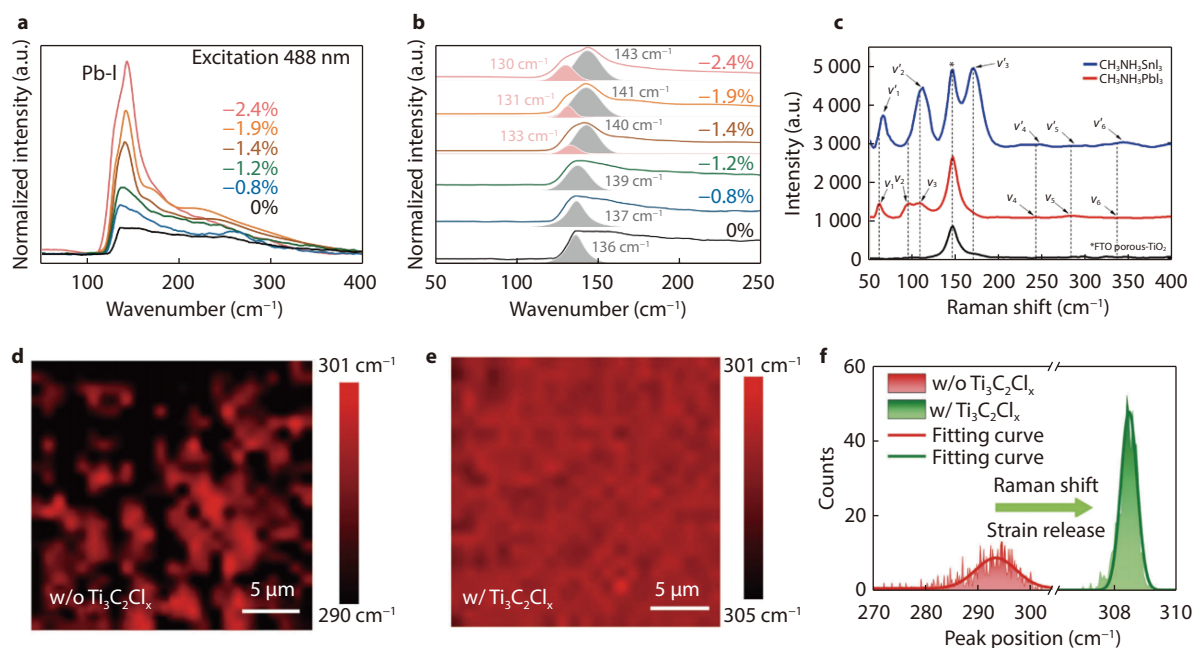 a
Normalized intensity (a.u.)
Excitation 488 nm
Pb-I
−2.4%
−1.9%
−1.4%
−1.2%
−0.8%
0%
100 200 300 400
Wavenumber (cm⁻¹)
b
Normalized intensity (a.u.)
130 cm⁻¹ 143 cm⁻¹ −2.4%
131 cm⁻¹ 141 cm⁻¹ −1.9%
133 cm⁻¹ 140 cm⁻¹ −1.4%
139 cm⁻¹ −1.2%
137 cm⁻¹ −0.8%
136 cm⁻¹ 0%
50 100 150 200 250
Wavenumber (cm⁻¹)
c
Intensity (a.u.)
5 000
4 000
3 000
2 000
1 000
0
CH₃NH₃SnI₃
CH₃NH₃PbI₃
ν'₁ ν'₂ * ν'₃ ν'₄ ν'₅ ν'₆
ν₁ ν₂ ν₃ ν₄ ν₅ ν₆
*FTO porous-TiO₂
50 100 150 200 250 300 350 400
Raman shift (cm⁻¹)
d
301 cm⁻¹
w/o Ti₃C₂Clₓ
5 μm
290 cm⁻¹
e
301 cm⁻¹
w/ Ti₃C₂Clₓ
5 μm
305 cm⁻¹
f
Counts
60
40
20
0
w/o Ti₃C₂Clₓ
w/ Ti₃C₂Clₓ
Fitting curve
Fitting curve
Raman shift
Strain release
270 280 290 300 308 310
Peak position (cm⁻¹)